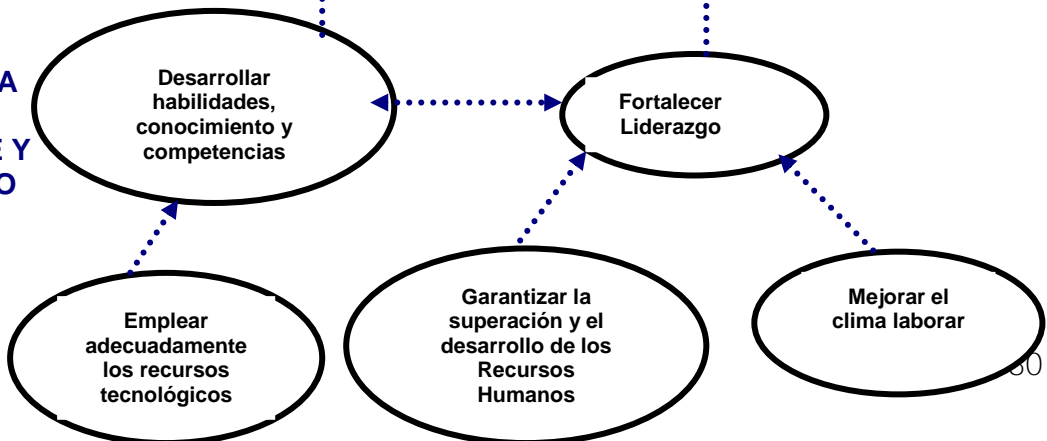 A
E Y
O
Desarrollar
habilidades,
conocimiento y
competencias
Fortalecer
Liderazgo
Emplear
adecuadamente
los recursos
tecnológicos
Garantizar la
superación y el
desarrollo de los
Recursos
Humanos
Mejorar el
clima laborar